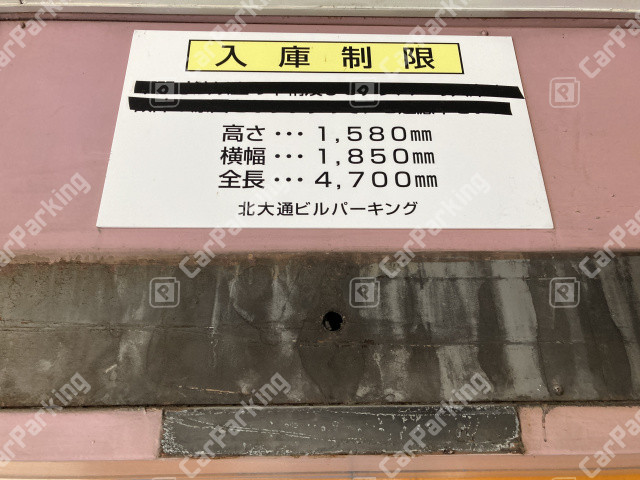 入庫制限
高さ・・・1,580㎜
横幅・・・1,850㎜
全長・・・4,700㎜
北大通ビルパーキング
CarParking